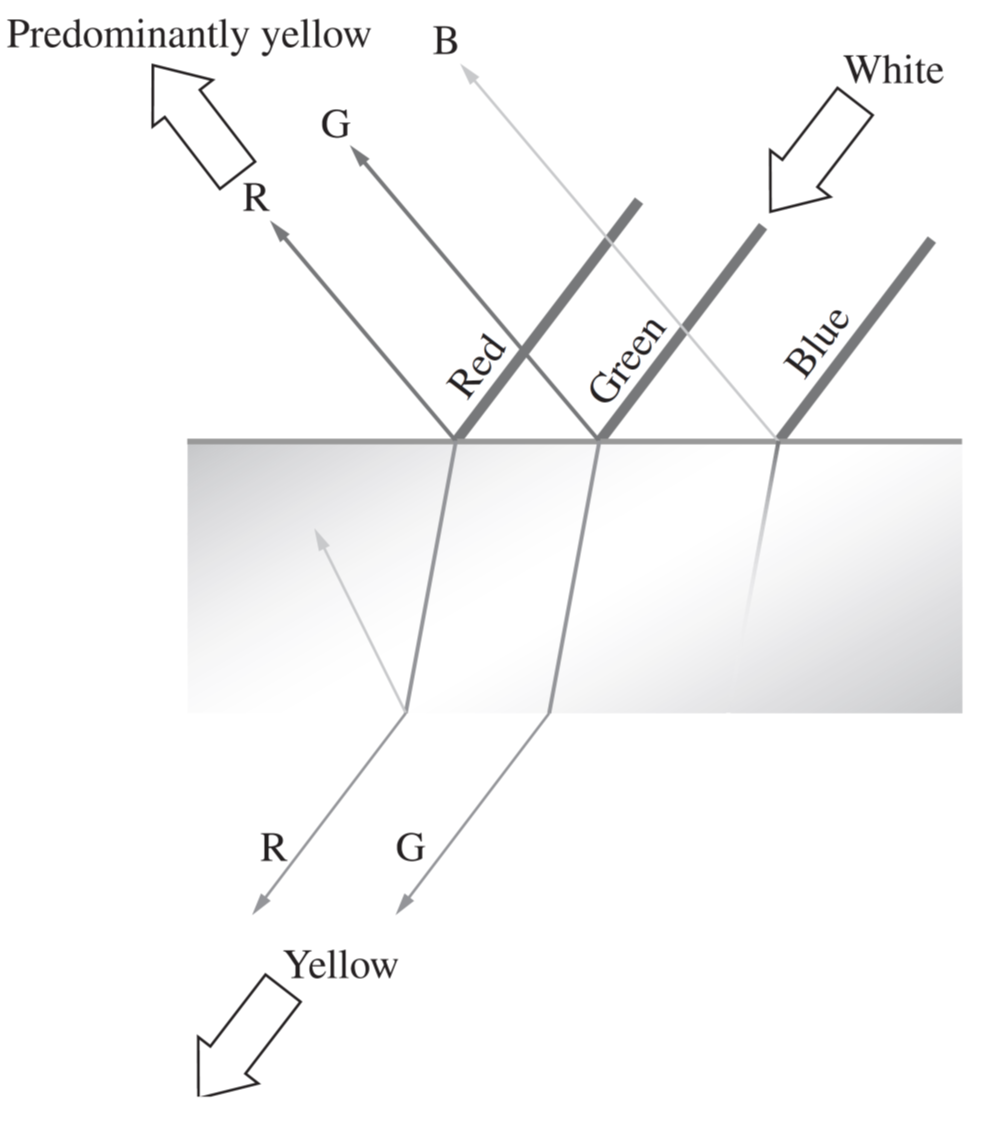 Predominantly yellow
B
White
G
R
Red
Green
Blue
R
G
Yellow